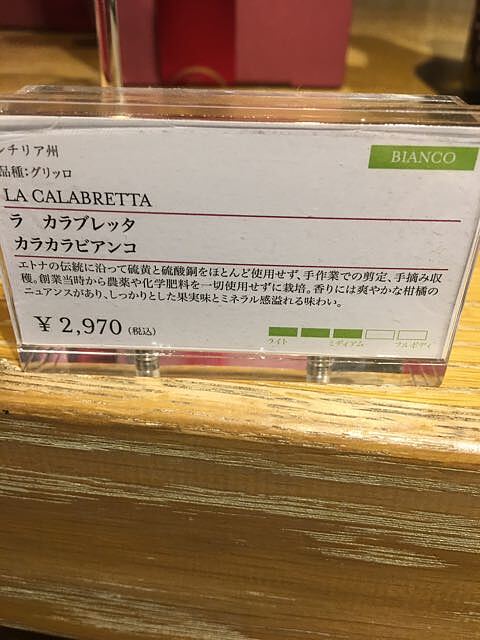 シチリア州
品種:グリッロ
BIANCO
LA CALABRETTA
ラ カラブレッタ
カラカラビアンコ
エトナの伝統に沿って硫黄と硫酸銅をほとんど使用せず、手作業での剪定、手摘み収
穫。創業当時から農薬や化学肥料を一切使用せずに栽培。香りには爽やかな柑橘の
ニュアンスがあり、しっかりとした果実味とミネラル感溢れる味わい。
¥2,970(税込)
ライト ミディアム フルボディ